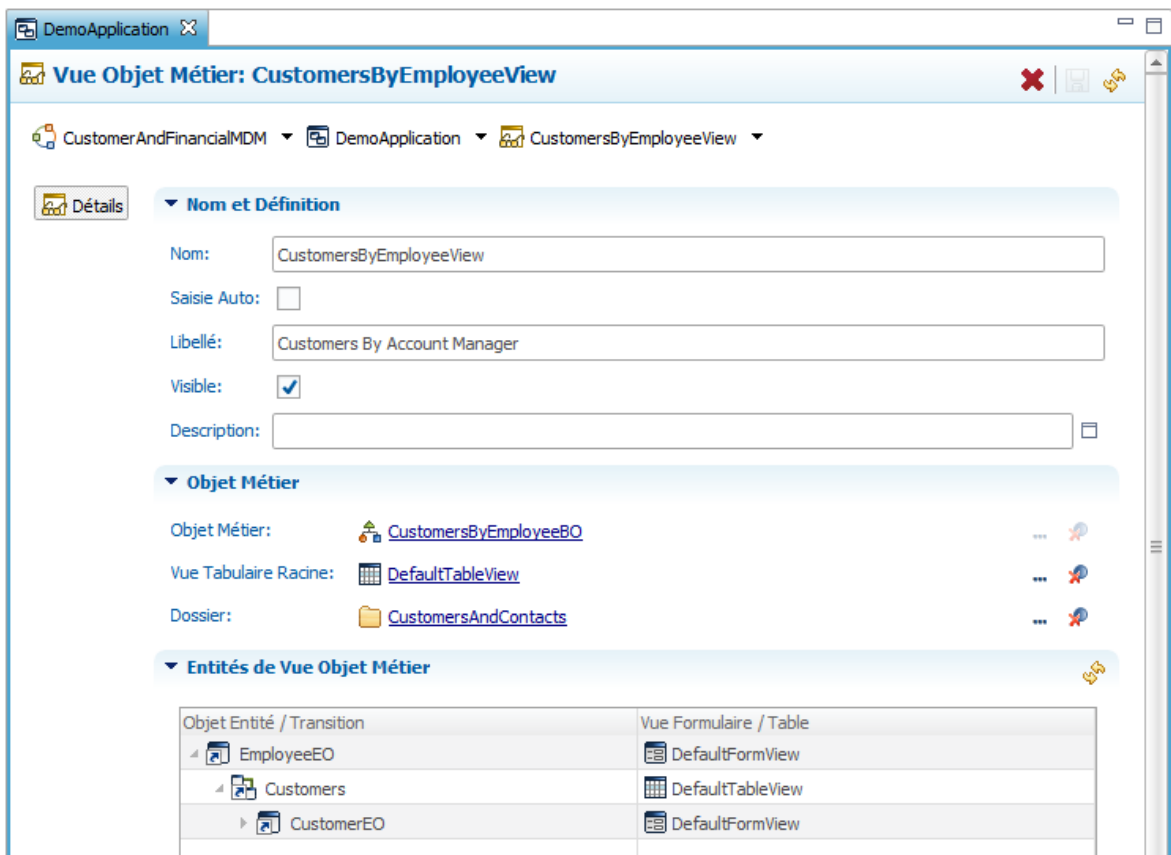 DemoApplication
Vue Objet Métier: CustomersByEmployeeView
CustomerAndFinancialMDM DemoApplication CustomersByEmployeeView
Détails
Nom et Définition
Nom: CustomersByEmployeeView
Saisie Auto:
Libellé: Customers By Account Manager
Visible:
Description:
Objet Métier
Objet Métier: CustomersByEmployeeBO ...
Vue Tabulaire Racine: DefaultTableView ...
Dossier: CustomersAndContacts ...
Entités de Vue Objet Métier
Objet Entité / Transition Vue Formulaire / Table
EmployeeEO DefaultFormView
Customers DefaultTableView
CustomerEO DefaultFormView